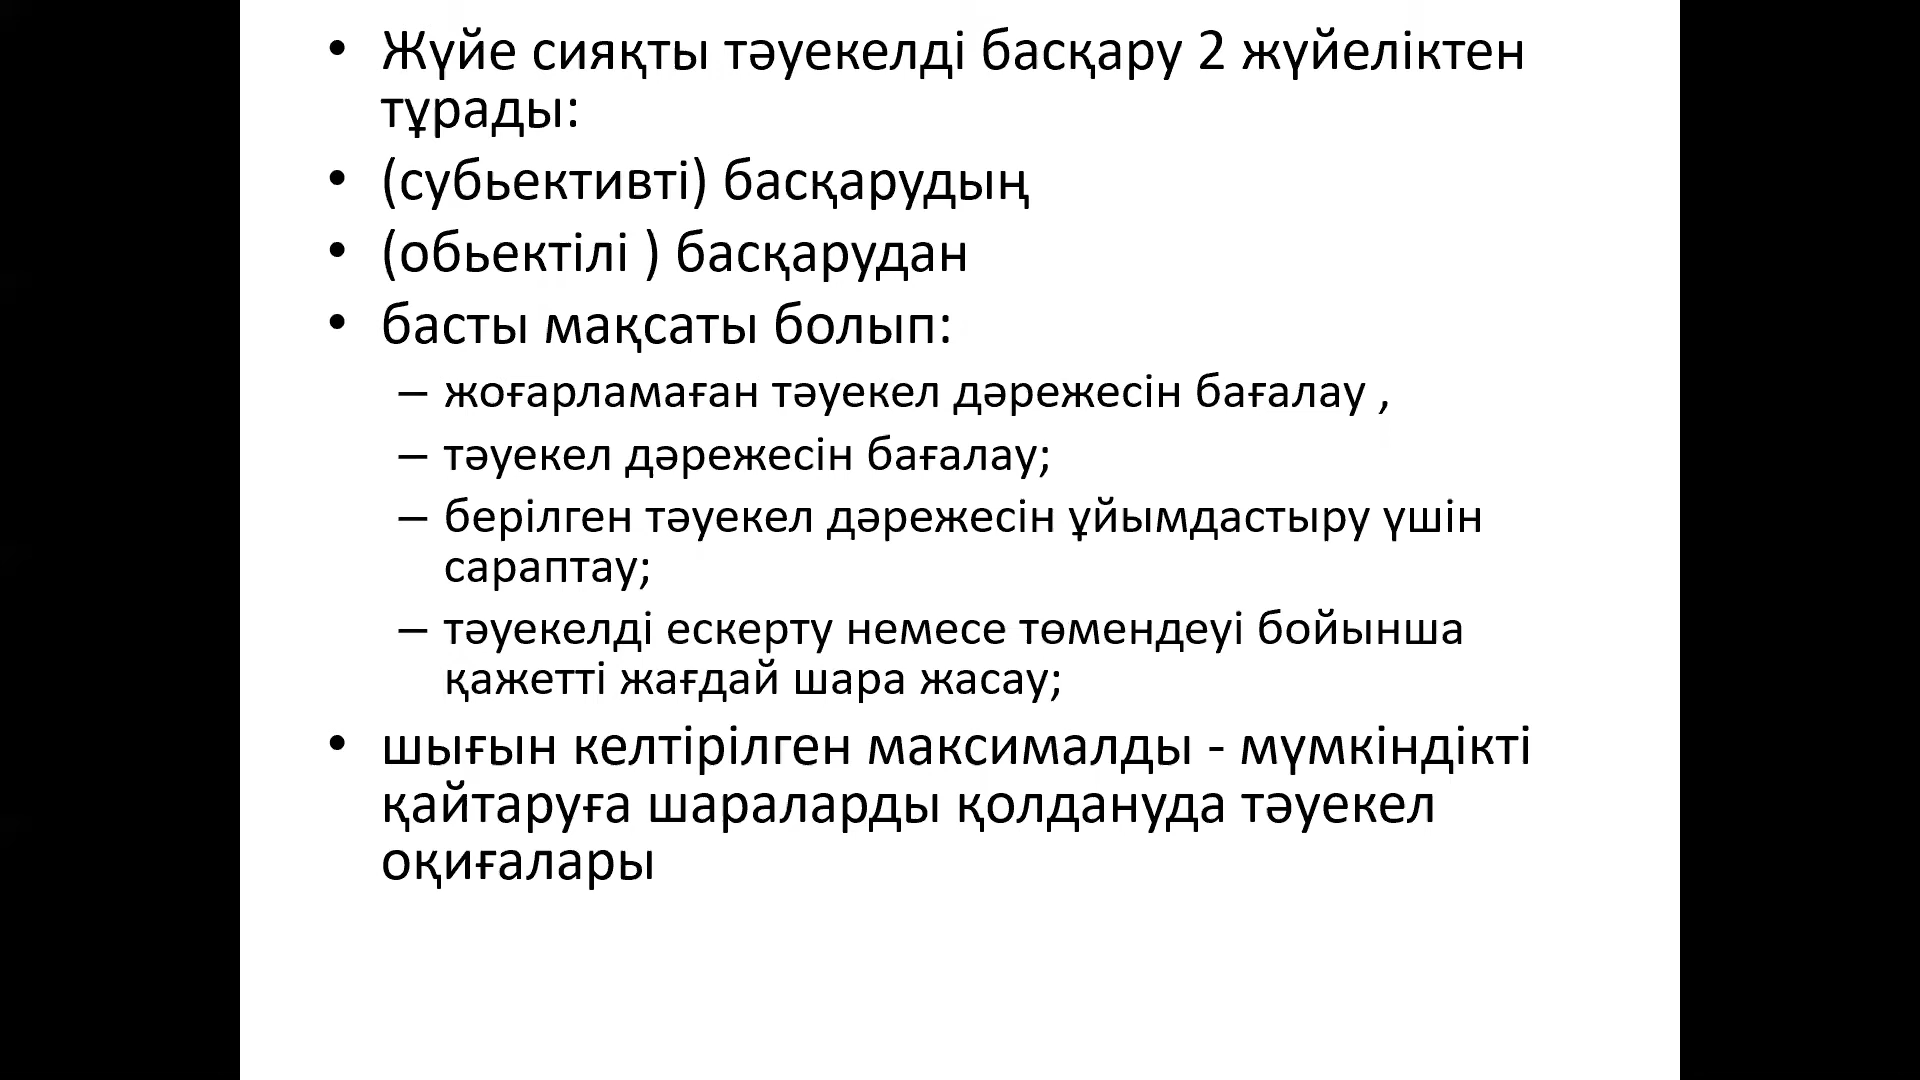 • Жүйе сияқты тәуекелді басқару 2 жүйеліктен
тұрады:
• (субьективті) басқарудың
• (обьектілі ) басқарудан
• басты мақсаты болып:
– жоғарламаған тәуекел дәрежесін бағалау ,
– тәуекел дәрежесін бағалау;
– берілген тәуекел дәрежесін ұйымдастыру үшін
сараптау;
– тәуекелді ескерту немесе төмендеуі бойынша
қажетті жағдай шара жасау;
• шығын келтірілген максималды - мүмкіндікті
қайтаруға шараларды қолдануда тәуекел
оқиғалары